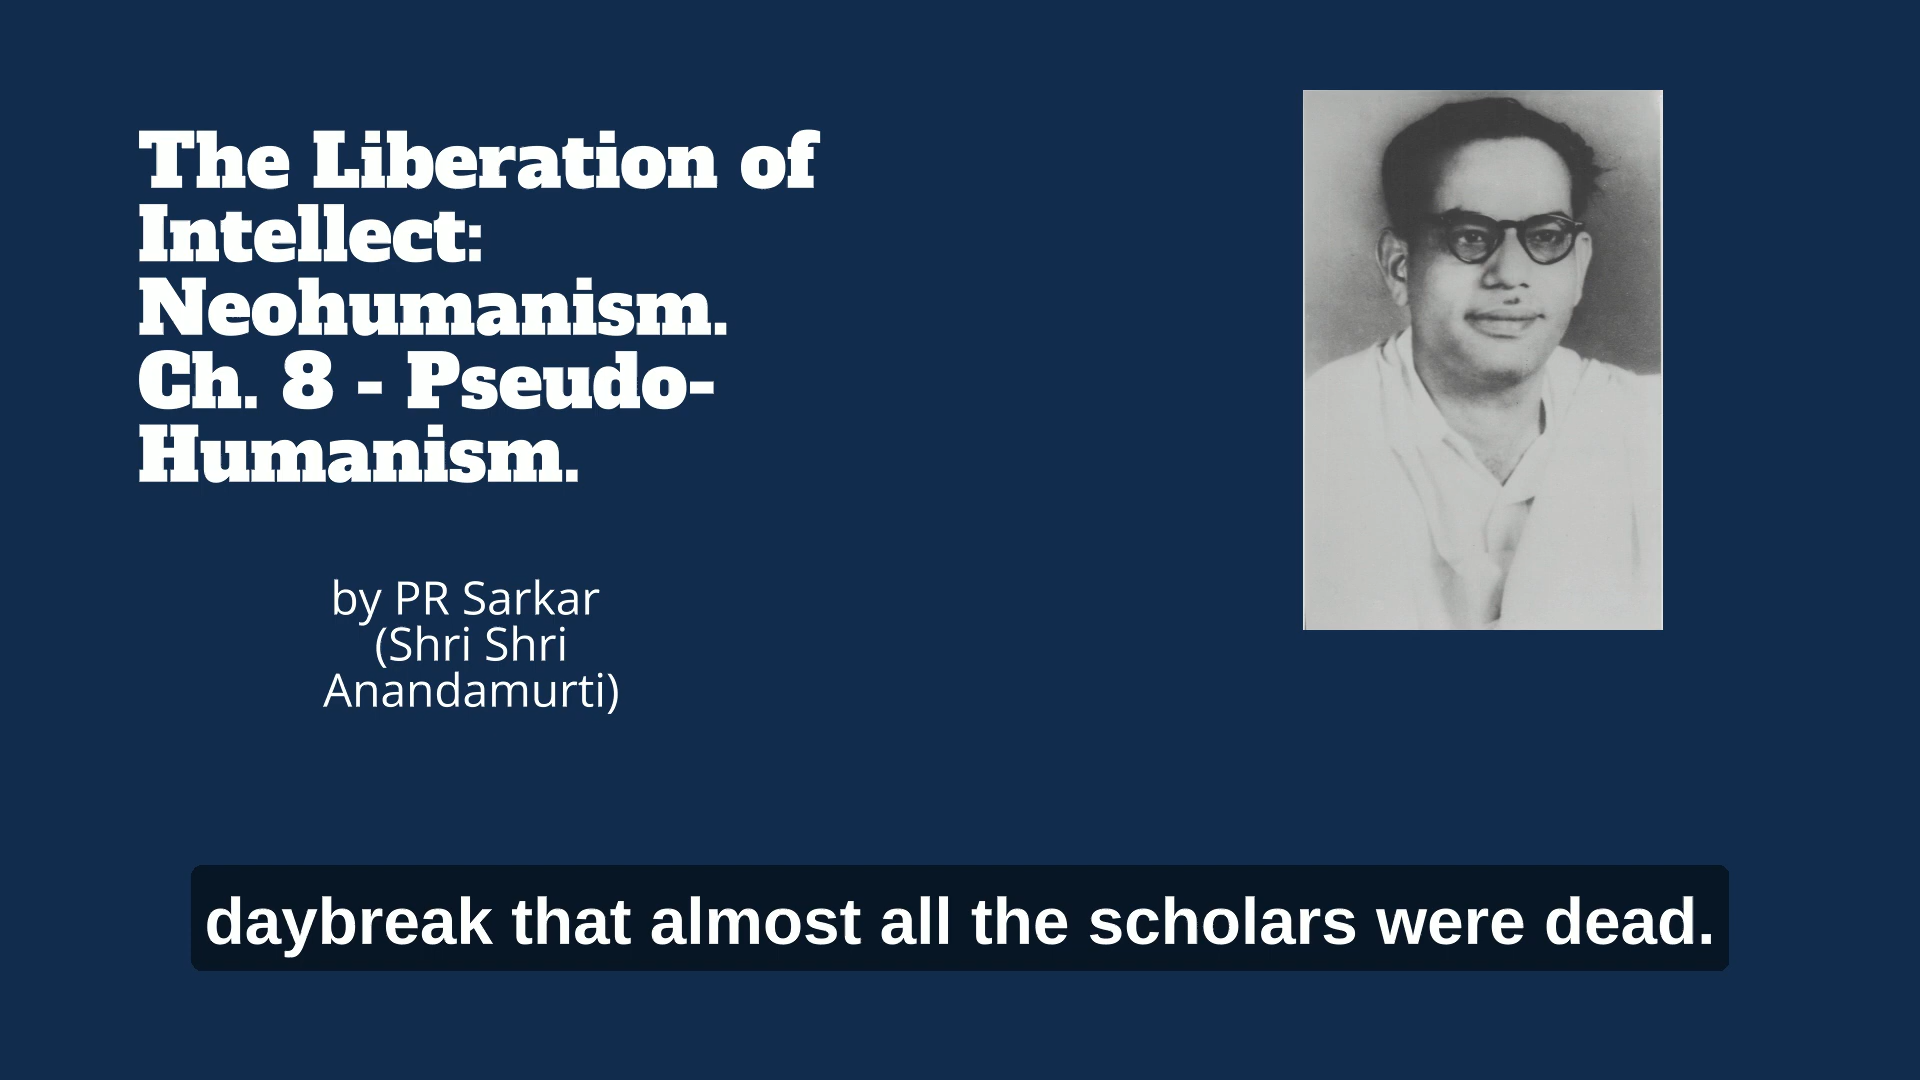 The Liberation of
Intellect:
Neohumanism.
Ch. 8 - Pseudo-
Humanism.
by PR Sarkar
(Shri Shri
Anandamurti)
daybreak that almost all the scholars were dead.